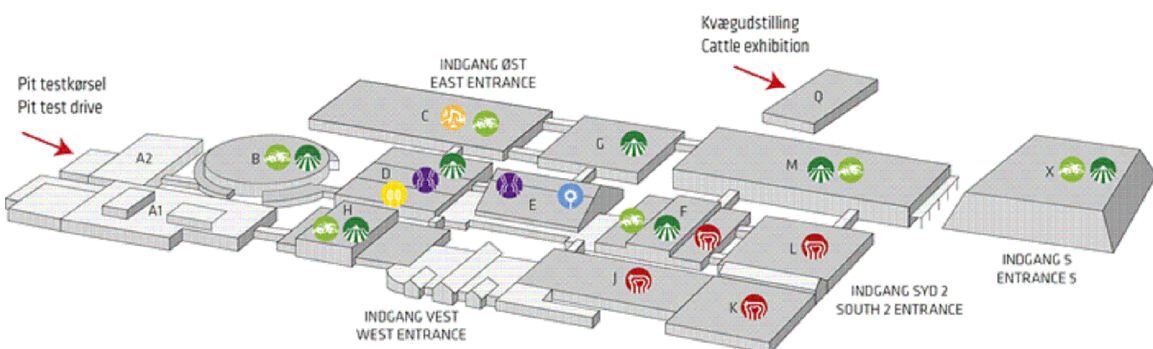 Kvægudstilling
Cattle exhibition
INDGANG ØST
EAST ENTRANCE
Pit testkørsel
Pit test drive
Q
C
G
A2
B
M
X
D
A1
H
E
F
L
J
K
INDGANG 5
ENTRANCE 5
INDGANG SYD 2
SOUTH 2 ENTRANCE
INDGANG VEST
WEST ENTRANCE